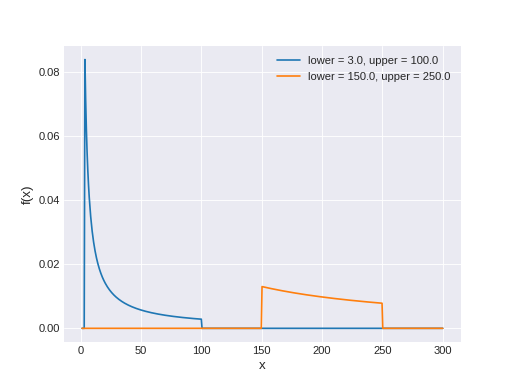 lower = 3.0, upper = 100.0
lower = 150.0, upper = 250.0
0.08
0.06
0.04
0.02
0.00
f(x)
0 50 100 150 200 250 300
x